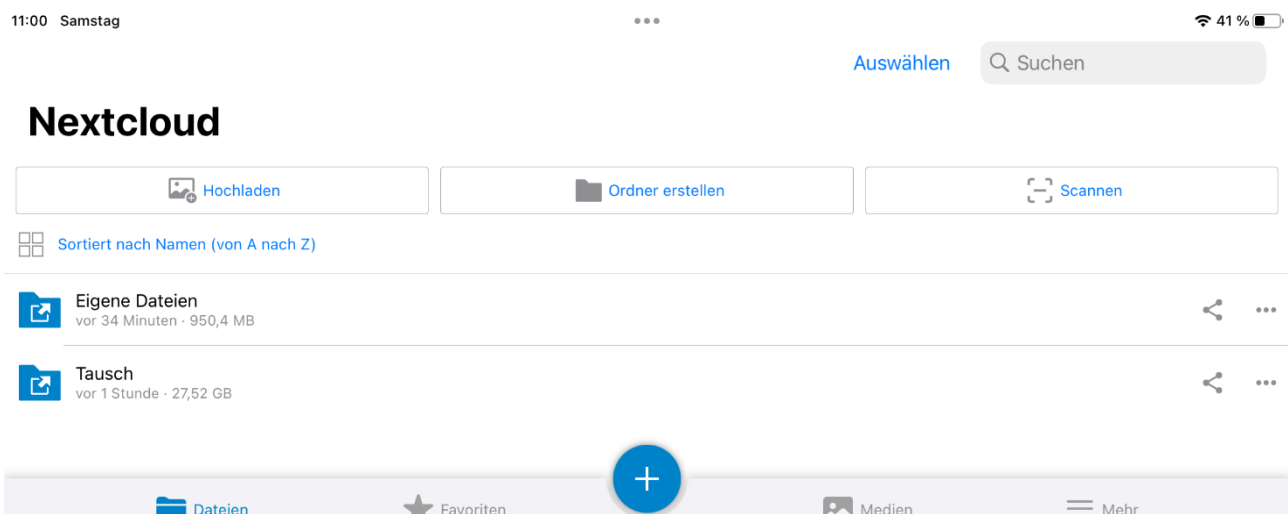 11:00 Samstag 41 %
Auswählen Suchen
Nextcloud
Hochladen Ordner erstellen Scannen
Sortiert nach Namen (von A nach Z)
Eigene Dateien
vor 34 Minuten · 950,4 MB
Tausch
vor 1 Stunde · 27,52 GB
Dateien Favoriten Medien Mehr